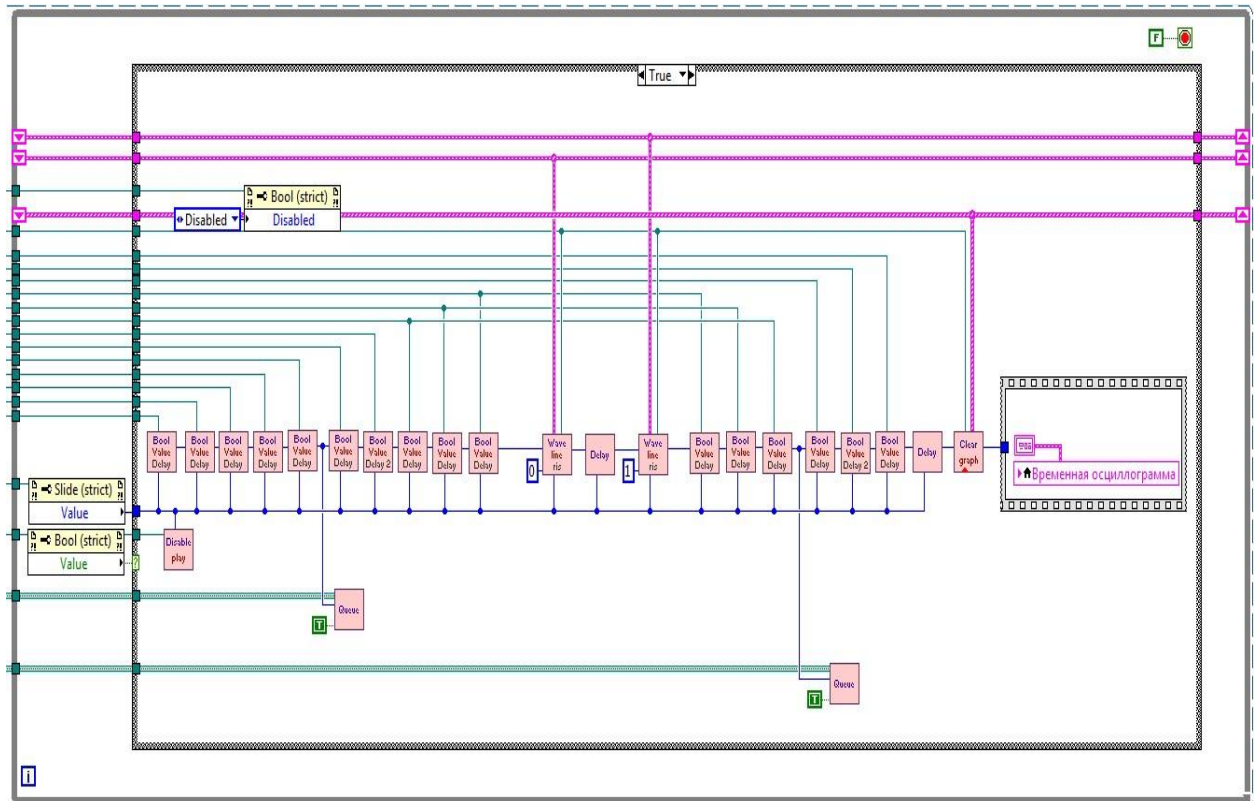 F
True
Bool (strict)
Disabled
Disabled
Bool Value Delay
Bool Value Delay
Bool Value Delay
Bool Value Delay
Bool Value Delay
Bool Value Delay
Bool Value Delay 2
Bool Value Delay
Bool Value Delay
Bool Value Delay
Wave line ris
0
Delay
Wave line ris
1
Bool Value Delay
Bool Value Delay
Bool Value Delay
Bool Value Delay
Bool Value Delay 2
Bool Value Delay
Delay
Clear graph
Временная осциллограмма
Slide (strict)
Value
Bool (strict)
Value
?
Disable play
Queue
T
Queue
T
i